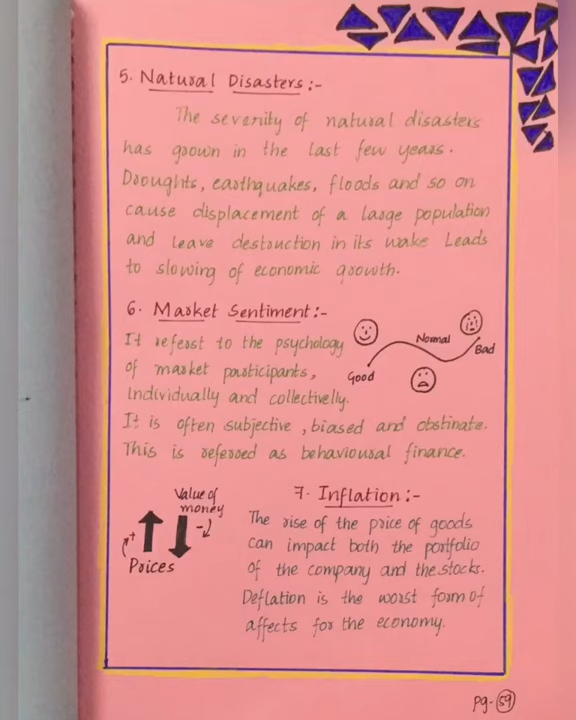 5. Natural Disasters :-
The severity of natural disasters
has grown in the last few years.
Droughts, earthquakes, floods and so on
cause displacement of a large population
and leave destruction in its wake Leads
to slowing of economic growth.
6. Market Sentiment :-
It referst to the psychology
of market participants,
Individually and collectivelly.
It is often subjective, biased and obstinate.
This is referred as behavioural finance.
Good
Normal
Bad
7. Inflation :-
The rise of the price of goods
can impact both the portfolio
of the company and the stocks.
Deflation is the worst form of
affects for the economy.
Value of
money
+
-
Prices
Pg - 59